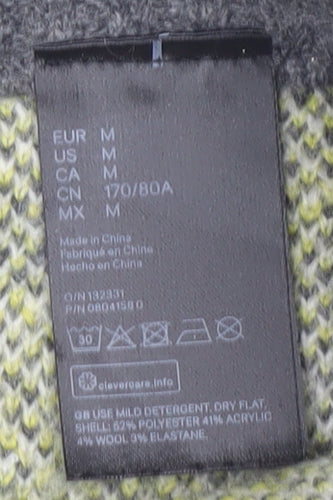 EUR M
US M
CA M
CN 170/80A
MX M
Made in China
Fabriqué en Chine
Hecho en China
O/N 132331
P/N 0804158 0
30
clevercare.info
GB USE MILD DETERGENT. DRY FLAT.
SHELL: 52% POLYESTER 41% ACRYLIC
4% WOOL 3% ELASTANE.